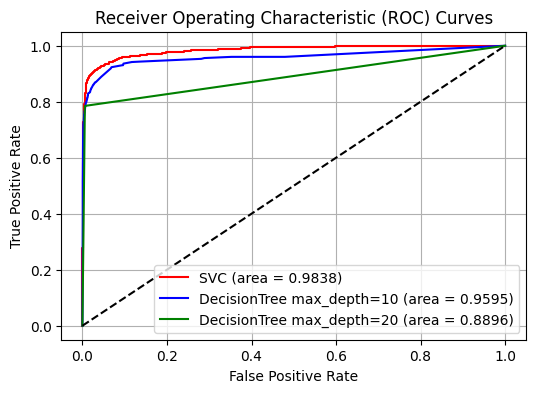 Receiver Operating Characteristic (ROC) Curves
1.0
0.8
0.6
0.4
0.2
0.0
True Positive Rate
SVC (area = 0.9838)
DecisionTree max_depth=10 (area = 0.9595)
DecisionTree max_depth=20 (area = 0.8896)
0.0 0.2 0.4 0.6 0.8 1.0
False Positive Rate